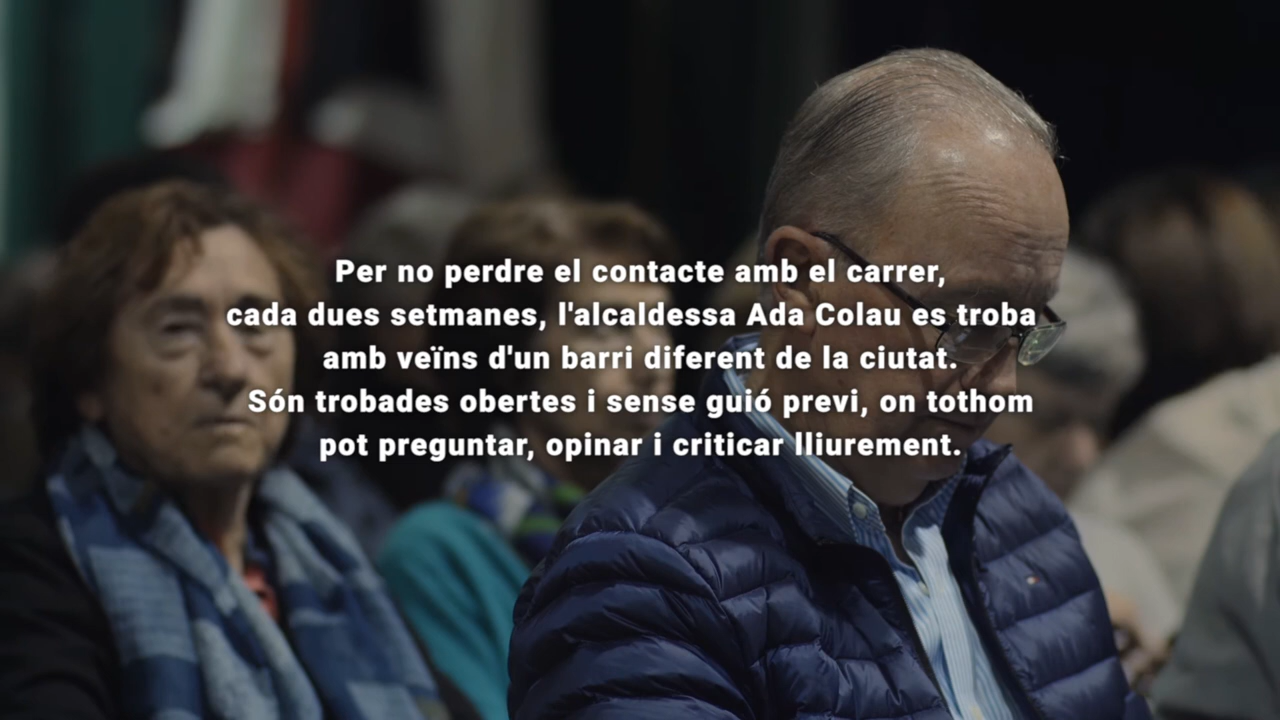 Per no perdre el contacte amb el carrer,
cada dues setmanes, l'alcaldessa Ada Colau es troba
amb veïns d'un barri diferent de la ciutat.
Són trobades obertes i sense guió previ, on tothom
pot preguntar, opinar i criticar lliurement.